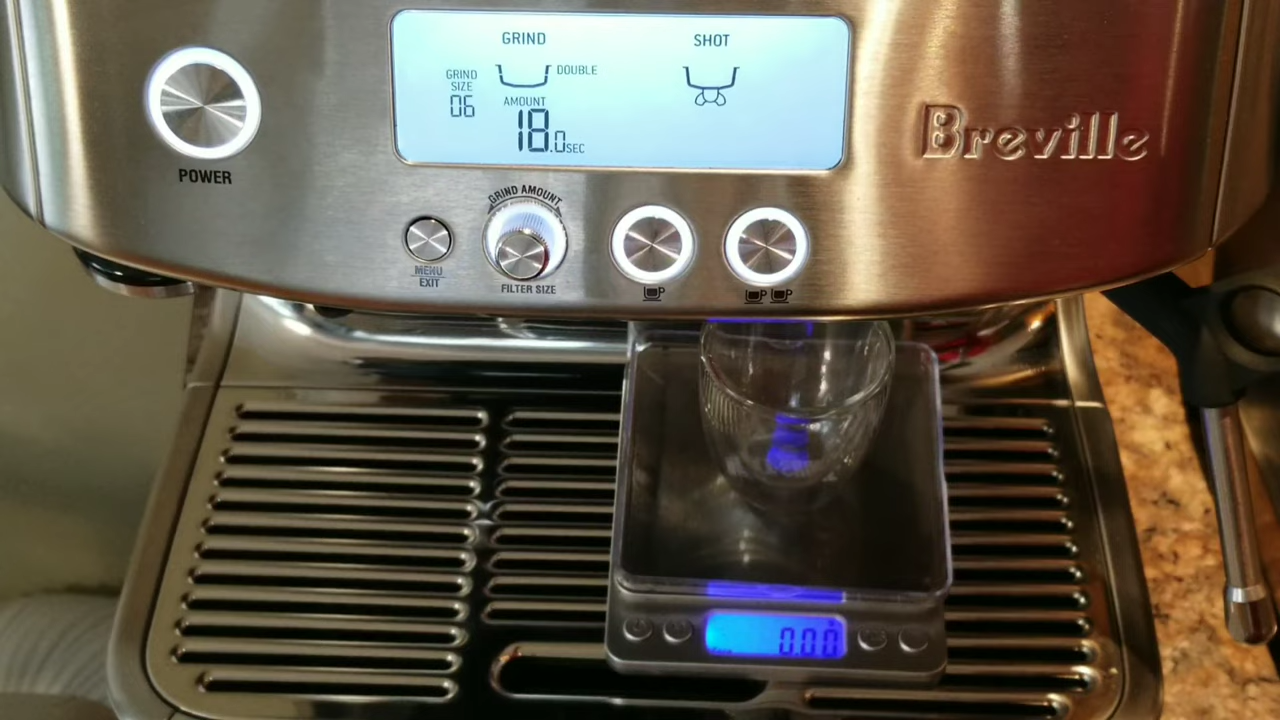 GRIND
SHOT
GRIND
SIZE
06
DOUBLE
AMOUNT
18.0SEC
Breville
POWER
GRIND AMOUNT
MENU
EXIT
FILTER SIZE
0.00